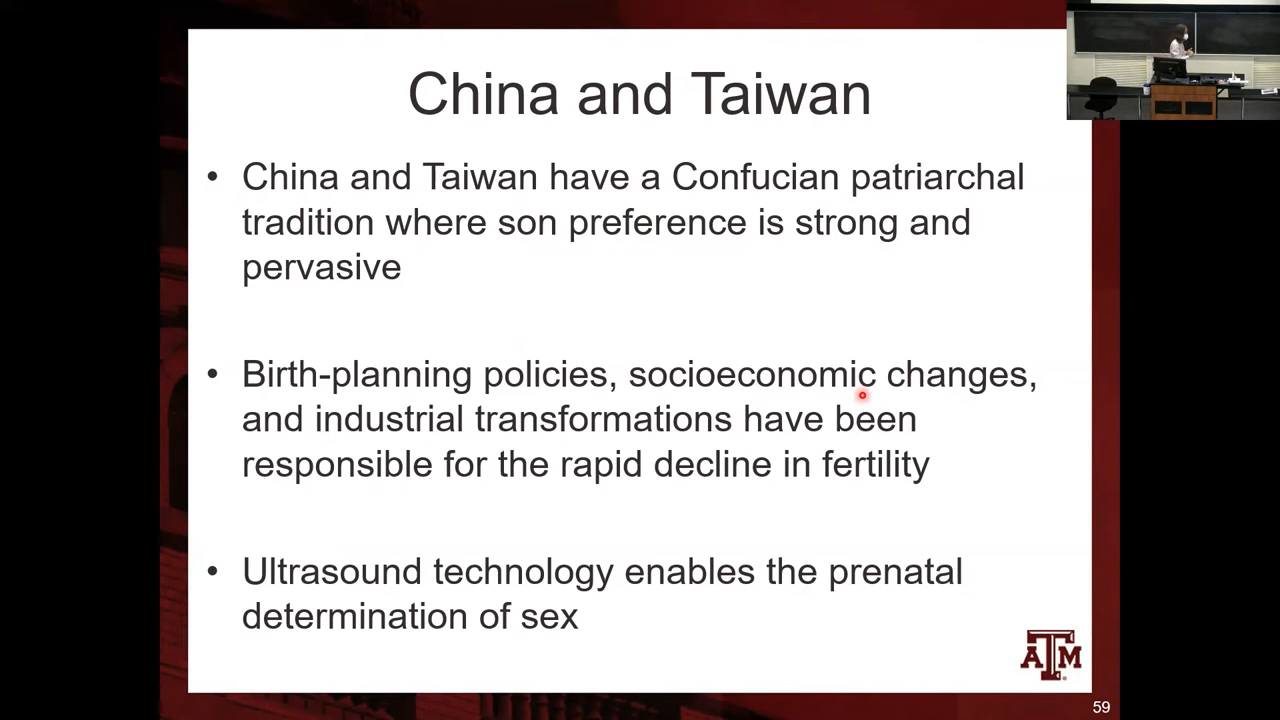 China and Taiwan
• China and Taiwan have a Confucian patriarchal
tradition where son preference is strong and
pervasive
• Birth-planning policies, socioeconomic changes,
and industrial transformations have been
responsible for the rapid decline in fertility
• Ultrasound technology enables the prenatal
determination of sex
ATM
59